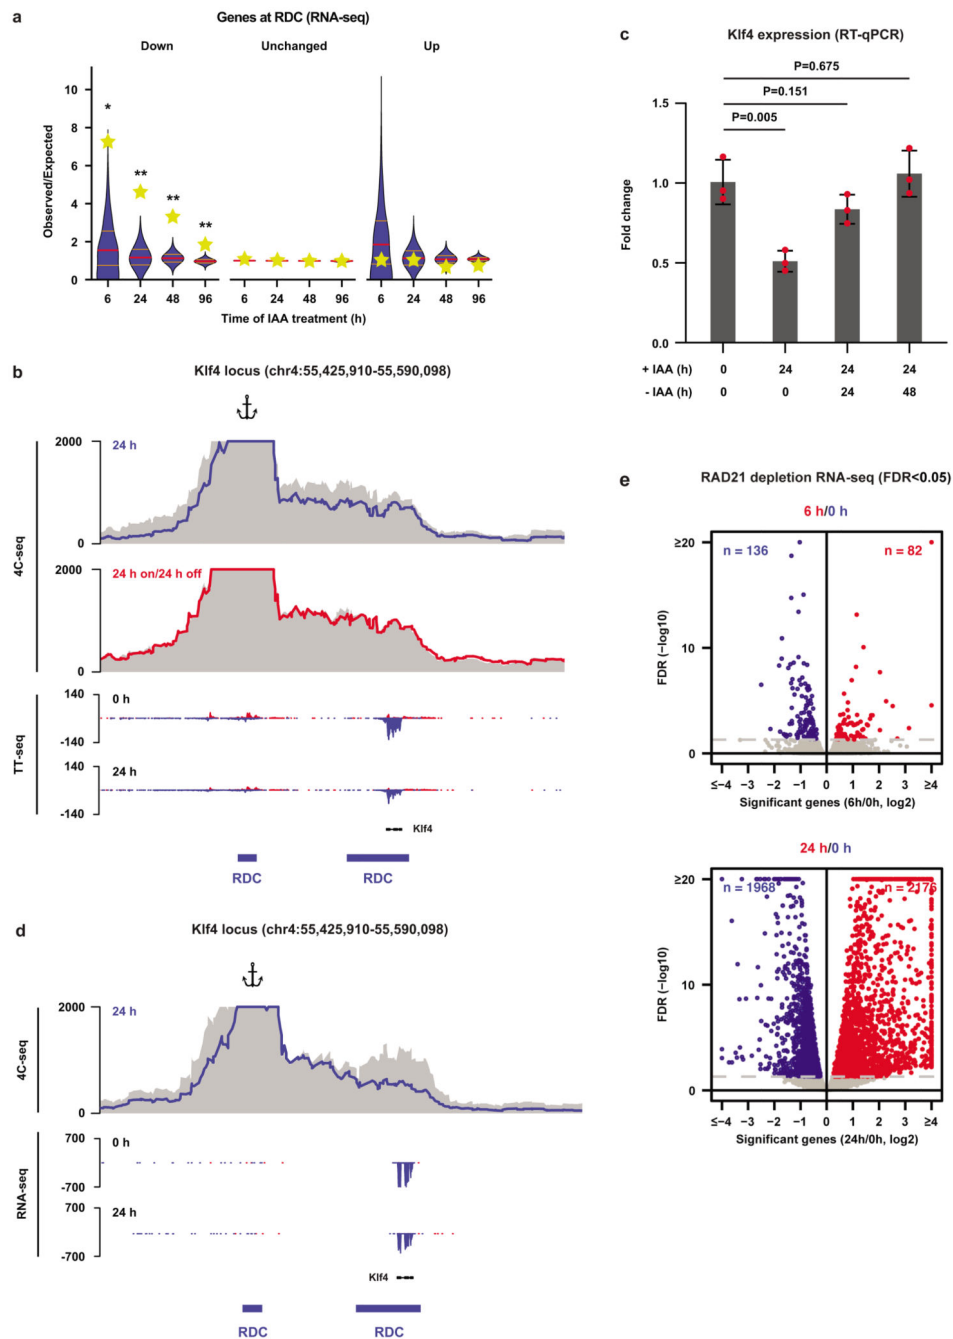 a
Genes at RDC (RNA-seq)
Down
Unchanged
Up
Observed/Expected
10
8
6
4
2
0
*
**
**
**
6
24
48
96
6
24
48
96
6
24
48
96
Time of IAA treatment (h)
b
Klf4 locus (chr4:55,425,910-55,590,098)
4C-seq
2000
24 h
0
2000
24 h on/24 h off
0
TT-seq
140
0 h
-140
140
24 h
-140
Klf4
RDC
RDC
c
Klf4 expression (RT-qPCR)
P=0.675
P=0.151
P=0.005
Fold change
1.5
1.0
0.5
0.0
+ IAA (h)
0
24
24
24
- IAA (h)
0
0
24
48
d
Klf4 locus (chr4:55,425,910-55,590,098)
4C-seq
2000
24 h
1000
0
RNA-seq
700
0 h
-700
700
24 h
-700
Klf4
RDC
RDC
e
RAD21 depletion RNA-seq (FDR<0.05)
6 h/0 h
n = 136
n = 82
FDR (−log10)
≥20
10
0
≤−4
−3
−2
−1
0
1
2
3
≥4
Significant genes (6h/0h, log2)
24 h/0 h
n = 1968
n = 2176
FDR (−log10)
≥20
10
0
≤−4
−3
−2
−1
0
1
2
3
≥4
Significant genes (24h/0h, log2)